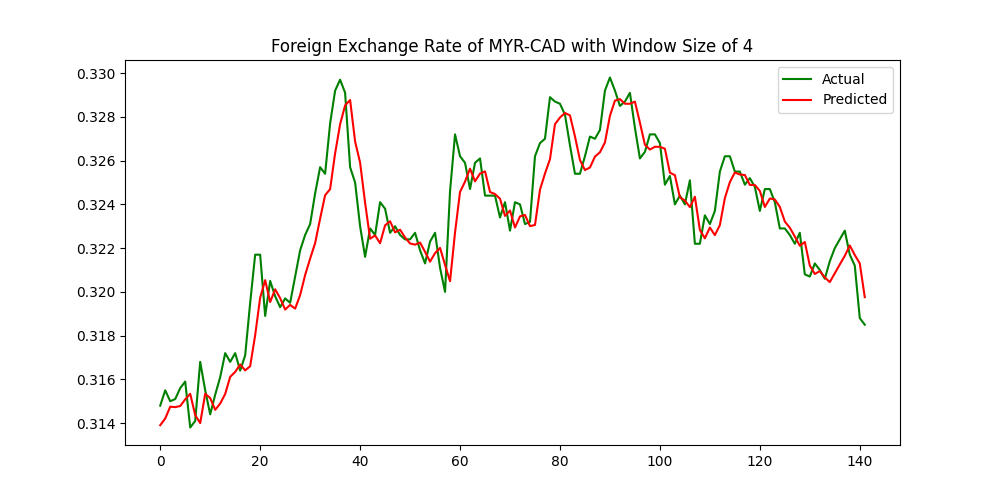 Foreign Exchange Rate of MYR-CAD with Window Size of 4
Actual
Predicted
0.330
0.328
0.326
0.324
0.322
0.320
0.318
0.316
0.314
0 20 40 60 80 100 120 140